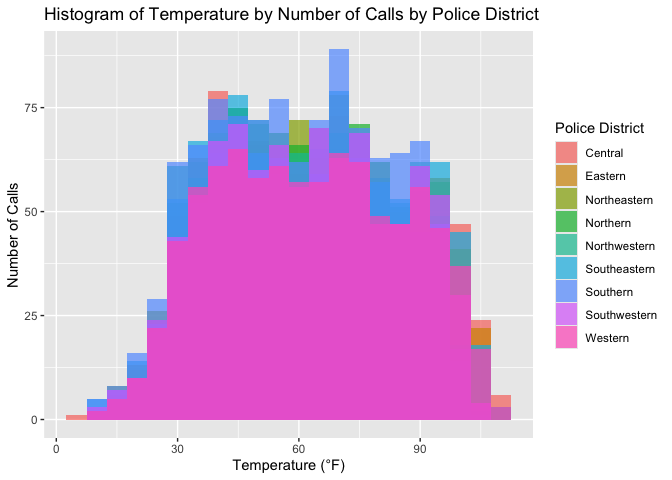 Histogram of Temperature by Number of Calls by Police District
Number of Calls
75
50
25
0
0
30
60
90
Temperature (°F)
Police District
Central
Eastern
Northeastern
Northern
Northwestern
Southeastern
Southern
Southwestern
Western